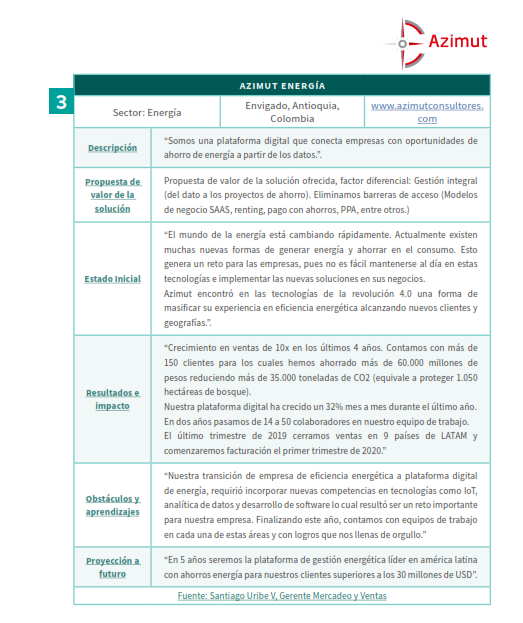 Azimut
3
AZIMUT ENERGÍA
Sector: Energía
Envigado, Antioquia,
Colombia
www.azimutconsultores.
com
Descripción
“Somos una plataforma digital que conecta empresas con oportunidades de
ahorro de energía a partir de los datos.”.
Propuesta de
valor de la
solución
Propuesta de valor de la solución ofrecida, factor diferencial: Gestión integral
(del dato a los proyectos de ahorro). Eliminamos barreras de acceso (Modelos
de negocio SAAS, renting, pago con ahorros, PPA, entre otros.)
Estado Inicial
“El mundo de la energía está cambiando rápidamente. Actualmente existen
muchas nuevas formas de generar energía y ahorrar en el consumo. Esto
genera un reto para las empresas, pues no es fácil mantenerse al día en estas
tecnologías e implementar las nuevas soluciones en sus negocios.
Azimut encontró en las tecnologías de la revolución 4.0 una forma de
masificar su experiencia en eficiencia energética alcanzando nuevos clientes y
geografías.”.
Resultados e
impacto
“Crecimiento en ventas de 10x en los últimos 4 años. Contamos con más de
150 clientes para los cuales hemos ahorrado más de 60.000 millones de
pesos reduciendo más de 35.000 toneladas de CO2 (equivale a proteger 1.050
hectáreas de bosque).
Nuestra plataforma digital ha crecido un 32% mes a mes durante el último año.
En dos años pasamos de 14 a 50 colaboradores en nuestro equipo de trabajo.
El último trimestre de 2019 cerramos ventas en 9 países de LATAM y
comenzaremos facturación el primer trimestre de 2020.”
Obstáculos y
aprendizajes
“Nuestra transición de empresa de eficiencia energética a plataforma digital
de energía, requirió incorporar nuevas competencias en tecnologías como IoT,
analítica de datos y desarrollo de software lo cual resultó ser un reto importante
para nuestra empresa. Finalizando este año, contamos con equipos de trabajo
en cada una de estas áreas y con logros que nos llenas de orgullo.”
Proyección a
futuro
“En 5 años seremos la plataforma de gestión energética líder en américa latina
con ahorros energía para nuestros clientes superiores a los 30 millones de USD”.
Fuente: Santiago Uribe V, Gerente Mercadeo y Ventas